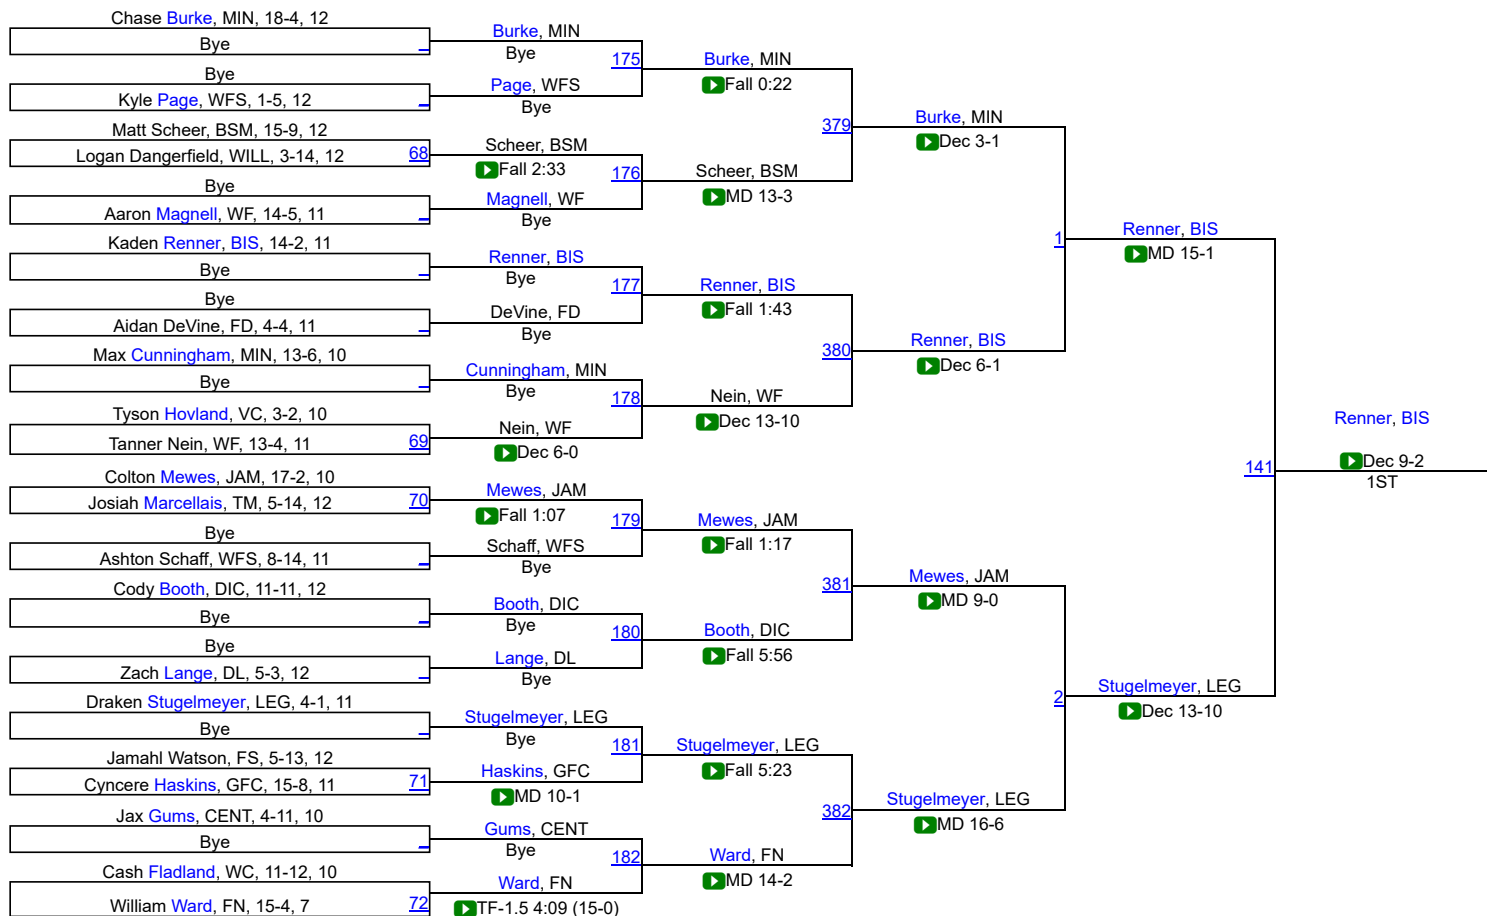 Chase Burke, MIN, 18-4, 12
Bye
Bye
Kyle Page, WFS, 1-5, 12
Matt Scheer, BSM, 15-9, 12
Logan Dangerfield, WILL, 3-14, 12
68
Bye
Aaron Magnell, WF, 14-5, 11
Kaden Renner, BIS, 14-2, 11
Bye
Bye
Aidan DeVine, FD, 4-4, 11
Max Cunningham, MIN, 13-6, 10
Bye
Tyson Hovland, VC, 3-2, 10
Tanner Nein, WF, 13-4, 11
69
Colton Mewes, JAM, 17-2, 10
Josiah Marcellais, TM, 5-14, 12
70
Bye
Ashton Schaff, WFS, 8-14, 11
Cody Booth, DIC, 11-11, 12
Bye
Bye
Zach Lange, DL, 5-3, 12
Draken Stugelmeyer, LEG, 4-1, 11
Bye
Jamahl Watson, FS, 5-13, 12
Cyncere Haskins, GFC, 15-8, 11
71
Jax Gums, CENT, 4-11, 10
Bye
Cash Fladland, WC, 11-12, 10
William Ward, FN, 15-4, 7
72
Burke, MIN
Bye
175
Page, WFS
Bye
Scheer, BSM
Fall 2:33
176
Magnell, WF
Bye
Renner, BIS
Bye
177
DeVine, FD
Bye
Cunningham, MIN
Bye
178
Nein, WF
Dec 6-0
Mewes, JAM
Fall 1:07
179
Schaff, WFS
Bye
Booth, DIC
Bye
180
Lange, DL
Bye
Stugelmeyer, LEG
Bye
181
Haskins, GFC
MD 10-1
Gums, CENT
Bye
182
Ward, FN
TF-1.5 4:09 (15-0)
Burke, MIN
Fall 0:22
379
Scheer, BSM
MD 13-3
Renner, BIS
Fall 1:43
380
Nein, WF
Dec 13-10
Mewes, JAM
Fall 1:17
381
Booth, DIC
Fall 5:56
Stugelmeyer, LEG
Fall 5:23
382
Ward, FN
MD 14-2
Burke, MIN
Dec 3-1
1
Renner, BIS
Dec 6-1
Mewes, JAM
MD 9-0
2
Stugelmeyer, LEG
MD 16-6
Renner, BIS
MD 15-1
141
Stugelmeyer, LEG
Dec 13-10
Renner, BIS
Dec 9-2
1ST